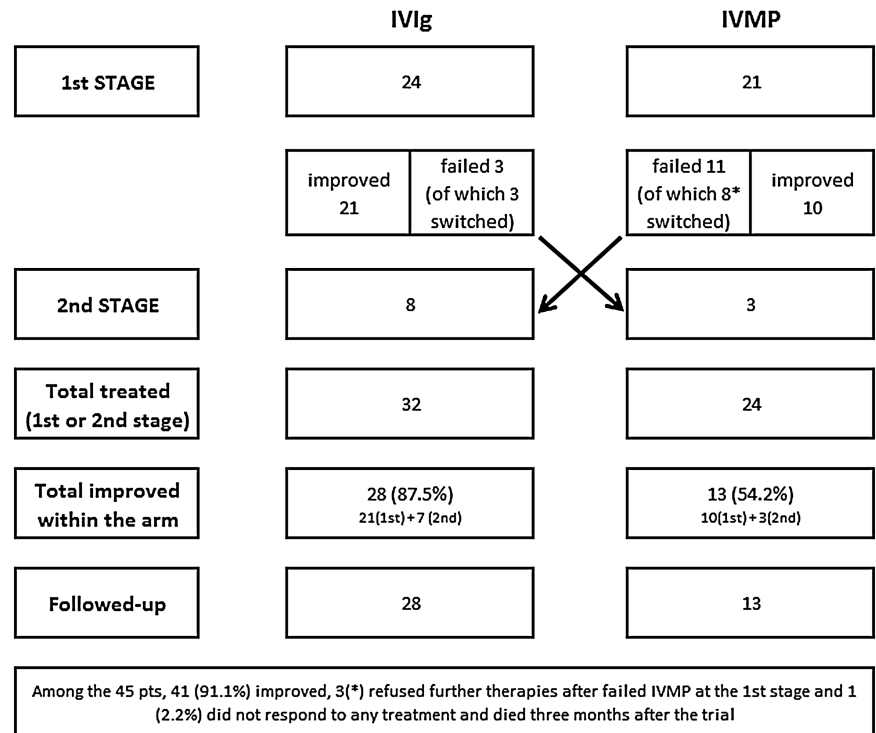 IVIg IVMP
1st STAGE 24 21
improved
21
failed 3
(of which 3
switched)
failed 11
(of which 8*
switched)
improved
10
2nd STAGE 8 3
Total treated
(1st or 2nd stage)
32 24
Total improved
within the arm
28 (87.5%)
21(1st)+7 (2nd)
13 (54.2%)
10(1st)+3(2nd)
Followed-up 28 13
Among the 45 pts, 41 (91.1%) improved, 3(*) refused further therapies after failed IVMP at the 1st stage and 1
(2.2%) did not respond to any treatment and died three months after the trial